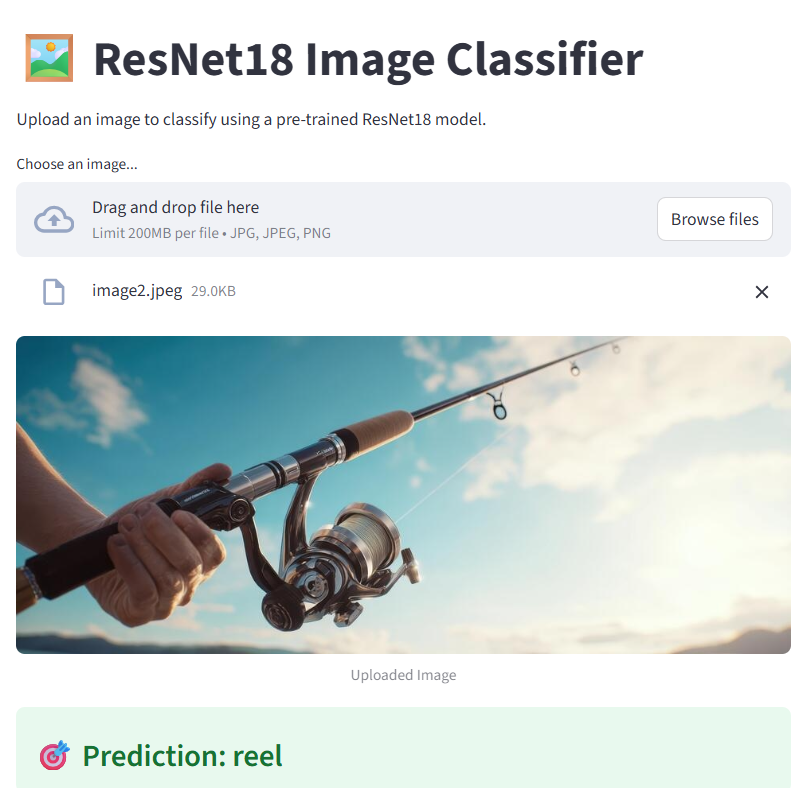 ResNet18 Image Classifier
Upload an image to classify using a pre-trained ResNet18 model.
Choose an image...
Drag and drop file here
Limit 200MB per file • JPG, JPEG, PNG
Browse files
image2.jpeg 29.0KB
Uploaded Image
Prediction: reel